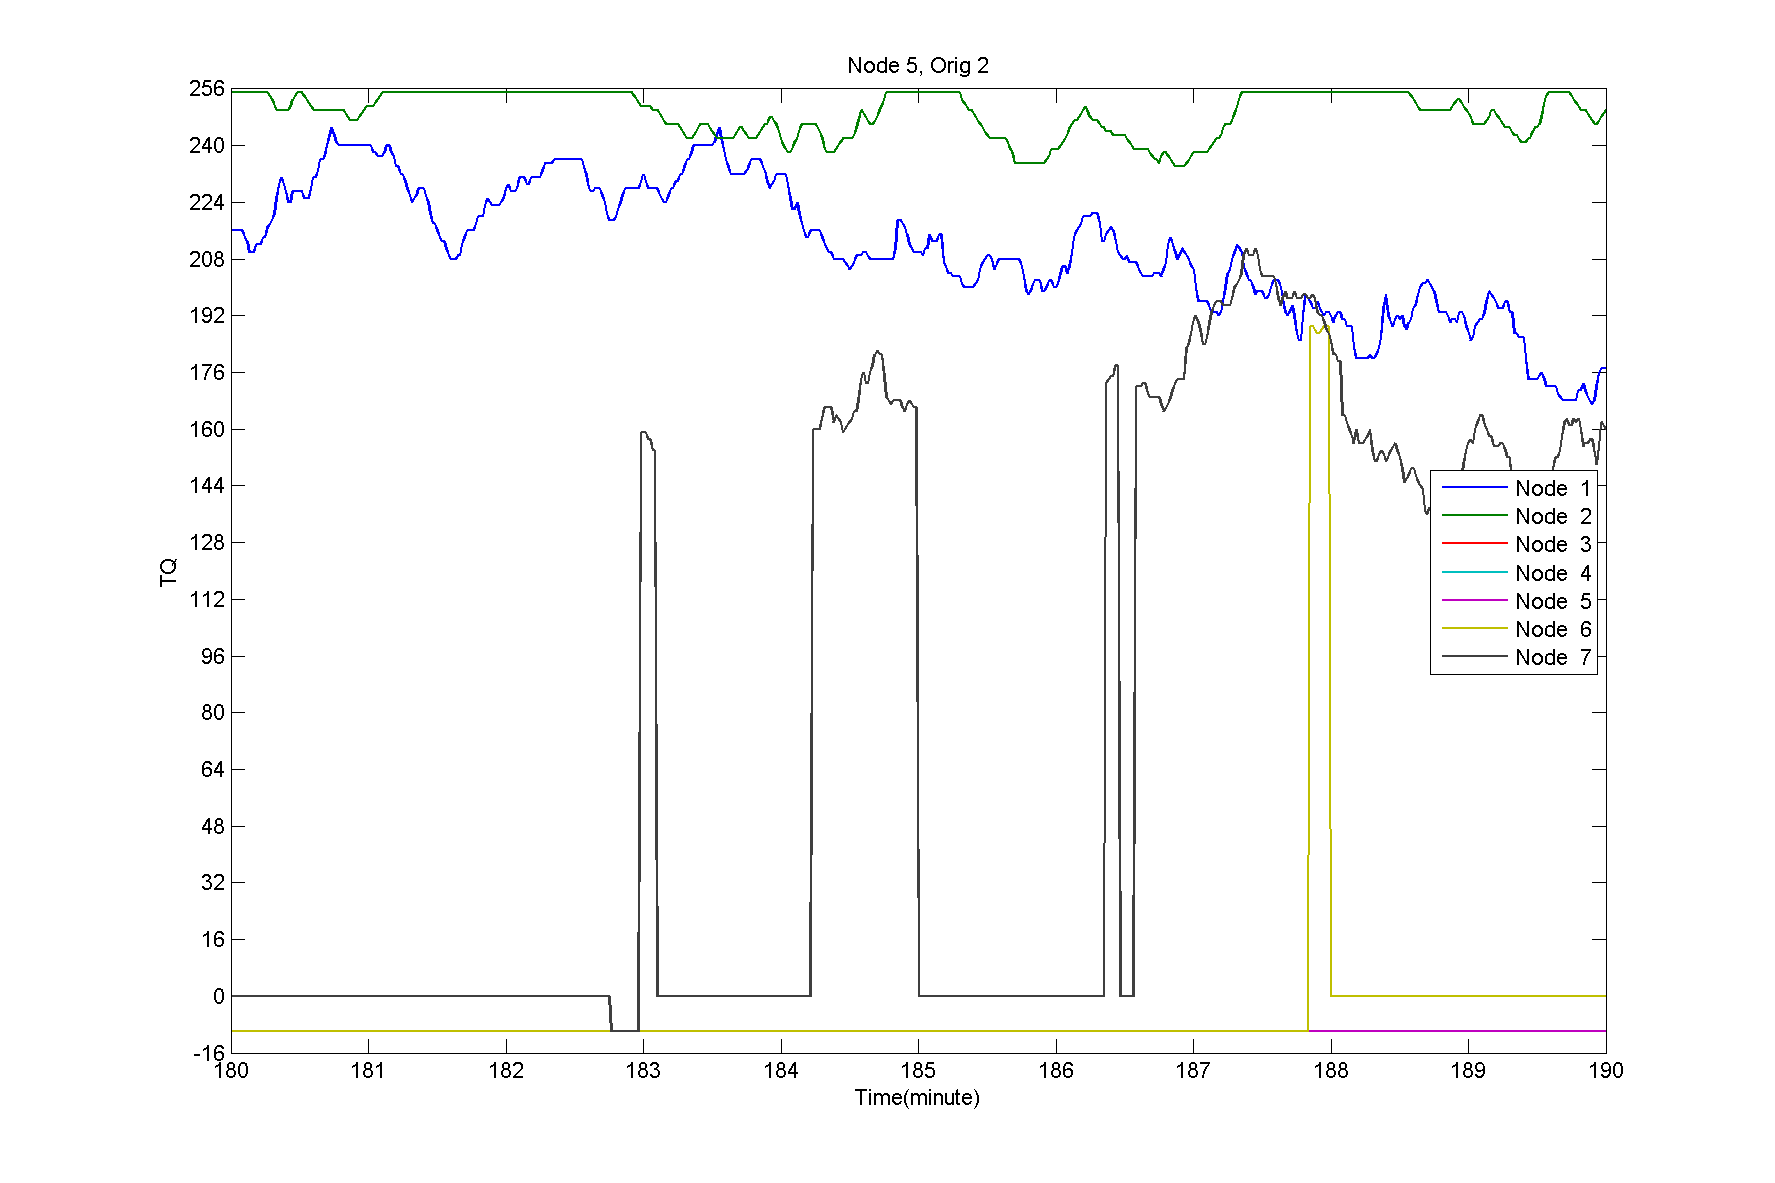 Node 5, Orig 2
256
240
224
208
192
176
160
144
128
112
96
80
64
48
32
16
0
-16
TQ
Node 1
Node 2
Node 3
Node 4
Node 5
Node 6
Node 7
180 181 182 183 184 185 186 187 188 189 190
Time(minute)